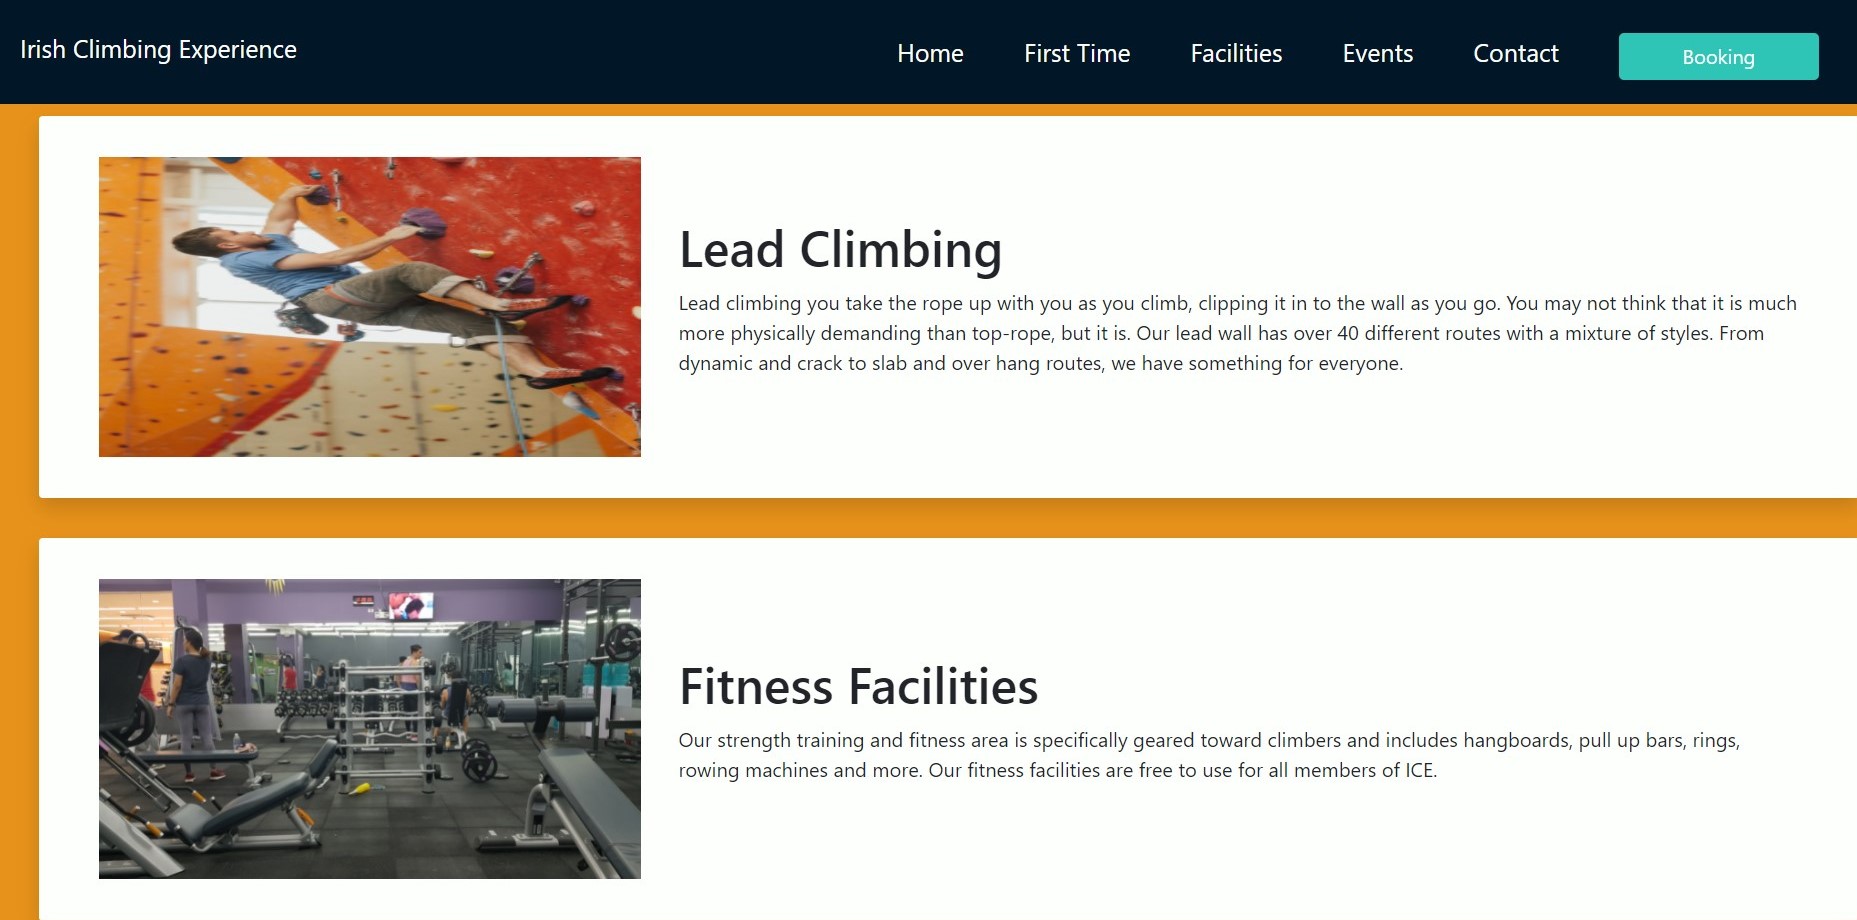 Irish Climbing Experience
Home First Time Facilities Events Contact Booking
Lead Climbing
Lead climbing you take the rope up with you as you climb, clipping it in to the wall as you go. You may not think that it is much
more physically demanding than top-rope, but it is. Our lead wall has over 40 different routes with a mixture of styles. From
dynamic and crack to slab and over hang routes, we have something for everyone.
Fitness Facilities
Our strength training and fitness area is specifically geared toward climbers and includes hangboards, pull up bars, rings,
rowing machines and more. Our fitness facilities are free to use for all members of ICE.